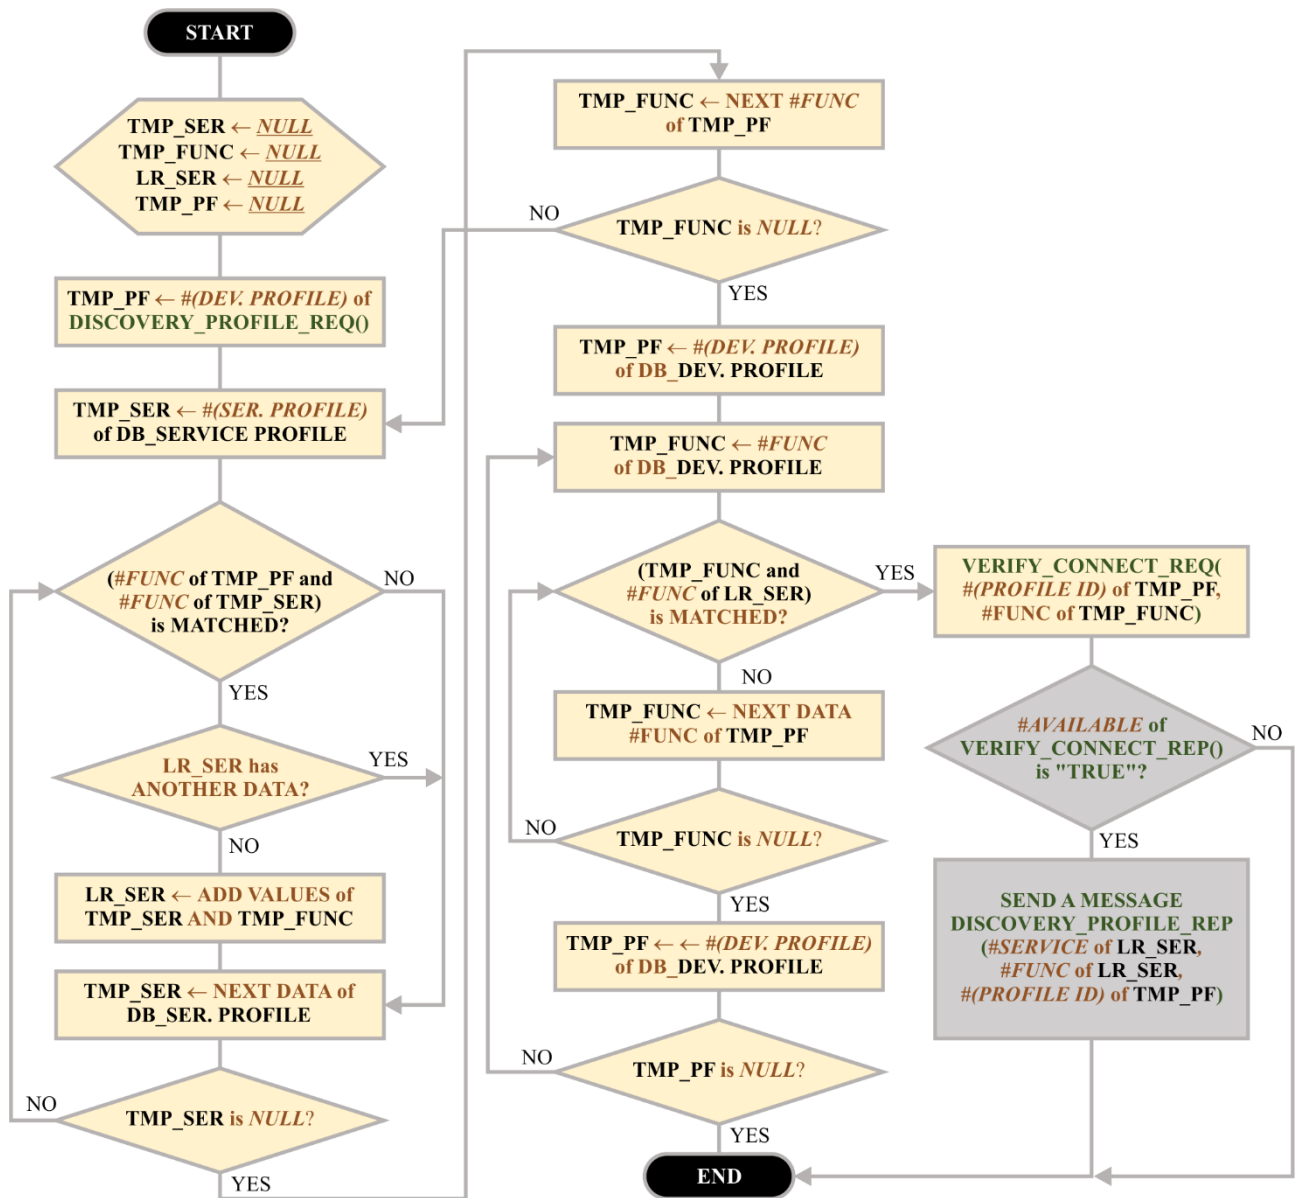 START
TMP_SER ← NULL
TMP_FUNC ← NULL
LR_SER ← NULL
TMP_PF ← NULL
TMP_PF ← #(DEV. PROFILE) of
DISCOVERY_PROFILE_REQ()
TMP_SER ← #(SER. PROFILE)
of DB_SERVICE PROFILE
(#FUNC of TMP_PF and
#FUNC of TMP_SER)
is MATCHED?
NO
YES
LR_SER has
ANOTHER DATA?
YES
NO
LR_SER ← ADD VALUES of
TMP_SER AND TMP_FUNC
TMP_SER ← NEXT DATA of
DB_SER. PROFILE
TMP_SER is NULL?
NO
YES
TMP_FUNC ← NEXT #FUNC
of TMP_PF
TMP_FUNC is NULL?
NO
YES
TMP_PF ← #(DEV. PROFILE)
of DB_DEV. PROFILE
TMP_FUNC ← #FUNC
of DB_DEV. PROFILE
(TMP_FUNC and
#FUNC of LR_SER)
is MATCHED?
YES
NO
TMP_FUNC ← NEXT DATA
#FUNC of TMP_PF
TMP_FUNC is NULL?
NO
YES
TMP_PF ← ← #(DEV. PROFILE)
of DB_DEV. PROFILE
TMP_PF is NULL?
NO
YES
END
VERIFY_CONNECT_REQ(
#(PROFILE ID) of TMP_PF,
#FUNC of TMP_FUNC)
#AVAILABLE of
VERIFY_CONNECT_REP()
is "TRUE"?
NO
YES
SEND A MESSAGE
DISCOVERY_PROFILE_REP
(#SERVICE of LR_SER,
#FUNC of LR_SER,
#(PROFILE ID) of TMP_PF)